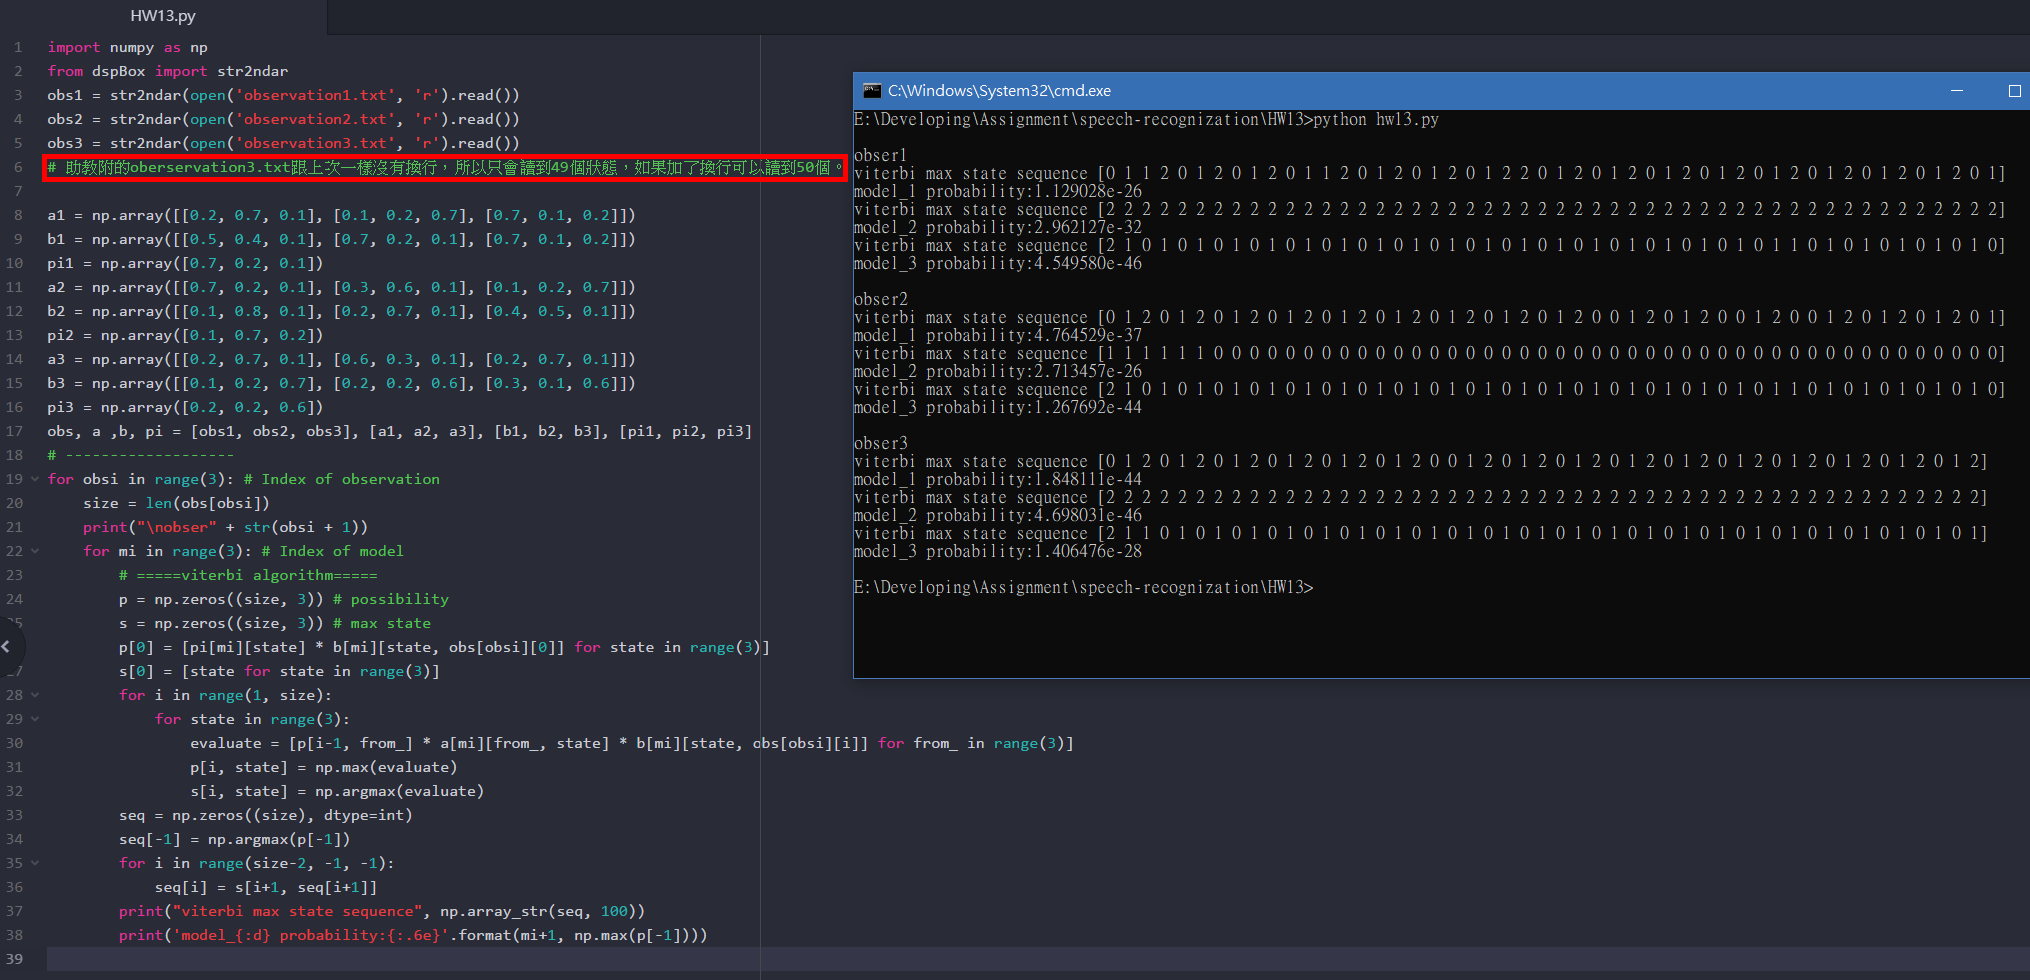 HW13.py
1 import numpy as np
2 from dspBox import str2ndar
3 obs1 = str2ndar(open('observation1.txt', 'r').read())
4 obs2 = str2ndar(open('observation2.txt', 'r').read())
5 obs3 = str2ndar(open('observation3.txt', 'r').read())
6 # 助教附的oberservation3.txt跟上次一樣沒有換行，所以只會讀到49個狀態，如果加了換行可以讀到50個。
7
8 a1 = np.array([[0.2, 0.7, 0.1], [0.1, 0.2, 0.7], [0.7, 0.1, 0.2]])
9 b1 = np.array([[0.5, 0.4, 0.1], [0.7, 0.2, 0.1], [0.7, 0.1, 0.2]])
10 pi1 = np.array([0.7, 0.2, 0.1])
11 a2 = np.array([[0.7, 0.2, 0.1], [0.3, 0.6, 0.1], [0.1, 0.2, 0.7]])
12 b2 = np.array([[0.1, 0.8, 0.1], [0.2, 0.7, 0.1], [0.4, 0.5, 0.1]])
13 pi2 = np.array([0.1, 0.7, 0.2])
14 a3 = np.array([[0.2, 0.7, 0.1], [0.6, 0.3, 0.1], [0.2, 0.7, 0.1]])
15 b3 = np.array([[0.1, 0.2, 0.7], [0.2, 0.2, 0.6], [0.3, 0.1, 0.6]])
16 pi3 = np.array([0.2, 0.2, 0.6])
17 obs, a ,b, pi = [obs1, obs2, obs3], [a1, a2, a3], [b1, b2, b3], [pi1, pi2, pi3]
18 # -------------------
19 for obsi in range(3): # Index of observation
20 size = len(obs[obsi])
21 print("\nobser" + str(obsi + 1))
22 for mi in range(3): # Index of model
23 # =====viterbi algorithm=====
24 p = np.zeros((size, 3)) # possibility
25 s = np.zeros((size, 3)) # max state
p[0] = [pi[mi][state] * b[mi][state, obs[obsi][0]] for state in range(3)]
27 s[0] = [state for state in range(3)]
28 for i in range(1, size):
29 for state in range(3):
30 evaluate = [p[i-1, from_] * a[mi][from_, state] * b[mi][state, obs[obsi][i]] for from_ in range(3)]
31 p[i, state] = np.max(evaluate)
32 s[i, state] = np.argmax(evaluate)
33 seq = np.zeros((size), dtype=int)
34 seq[-1] = np.argmax(p[-1])
35 for i in range(size-2, -1, -1):
36 seq[i] = s[i+1, seq[i+1]]
37 print("viterbi max state sequence", np.array_str(seq, 100))
38 print('model_{:d} probability:{:.6e}'.format(mi+1, np.max(p[-1])))
39
C:\Windows\System32\cmd.exe
E:\Developing\Assignment\speech-recognization\HW13>python hw13.py
obser1
viterbi max state sequence [0 1 1 2 0 1 2 0 1 2 0 1 1 2 0 1 1 2 0 1 2 0 1 2 0 1 2 0 1 2 0 1 2 0 1 2 0 1 2 0 1 2 0 1 2 0 1 2 0 1]
model_1 probability:1.129028e-26
viterbi max state sequence [2 2 2 2 2 2 2 2 2 2 2 2 2 2 2 2 2 2 2 2 2 2 2 2 2 2 2 2 2 2 2 2 2 2 2 2 2 2 2 2 2 2 2 2 2 2 2 2 2 2]
model_2 probability:2.962127e-32
viterbi max state sequence [2 1 0 1 0 1 0 1 0 1 0 1 0 1 0 1 0 1 0 1 0 1 0 1 0 1 0 1 0 1 0 1 0 1 0 1 0 1 1 0 1 0 1 0 1 0 1 0 1 0]
model_3 probability:4.549580e-46
obser2
viterbi max state sequence [0 1 2 0 1 2 0 1 2 0 1 2 0 1 2 0 1 2 0 1 2 0 1 2 0 1 2 0 0 1 2 0 1 2 0 0 1 2 0 0 1 2 0 1 2 0 1 2 0 1]
model_1 probability:4.764529e-37
viterbi max state sequence [1 1 1 1 1 1 0 0 0 0 0 0 0 0 0 0 0 0 0 0 0 0 0 0 0 0 0 0 0 0 0 0 0 0 0 0 0 0 0 0 0 0 0 0 0 0 0 0 0 0]
model_2 probability:2.713457e-26
viterbi max state sequence [2 1 0 1 0 1 0 1 0 1 0 1 0 1 0 1 0 1 0 1 0 1 0 1 0 1 0 1 0 1 0 1 0 1 0 1 0 1 1 0 1 0 1 0 1 0 1 0 1 0]
model_3 probability:1.267692e-44
obser3
viterbi max state sequence [0 1 2 0 1 2 0 1 2 0 1 2 0 1 2 0 1 2 0 0 1 2 0 1 2 0 1 2 0 1 2 0 1 2 0 1 2 0 1 2 0 1 2 0 1 2 0 1 2]
model_1 probability:1.848111e-44
viterbi max state sequence [2 2 2 2 2 2 2 2 2 2 2 2 2 2 2 2 2 2 2 2 2 2 2 2 2 2 2 2 2 2 2 2 2 2 2 2 2 2 2 2 2 2 2 2 2 2 2 2 2]
model_2 probability:4.698031e-46
viterbi max state sequence [2 1 1 0 1 0 1 0 1 0 1 0 1 0 1 0 1 0 1 0 1 0 1 0 1 0 1 0 1 0 1 0 1 0 1 0 1 0 1 0 1 0 1 0 1 0 1 0 1]
model_3 probability:1.406476e-28
E:\Developing\Assignment\speech-recognization\HW13>